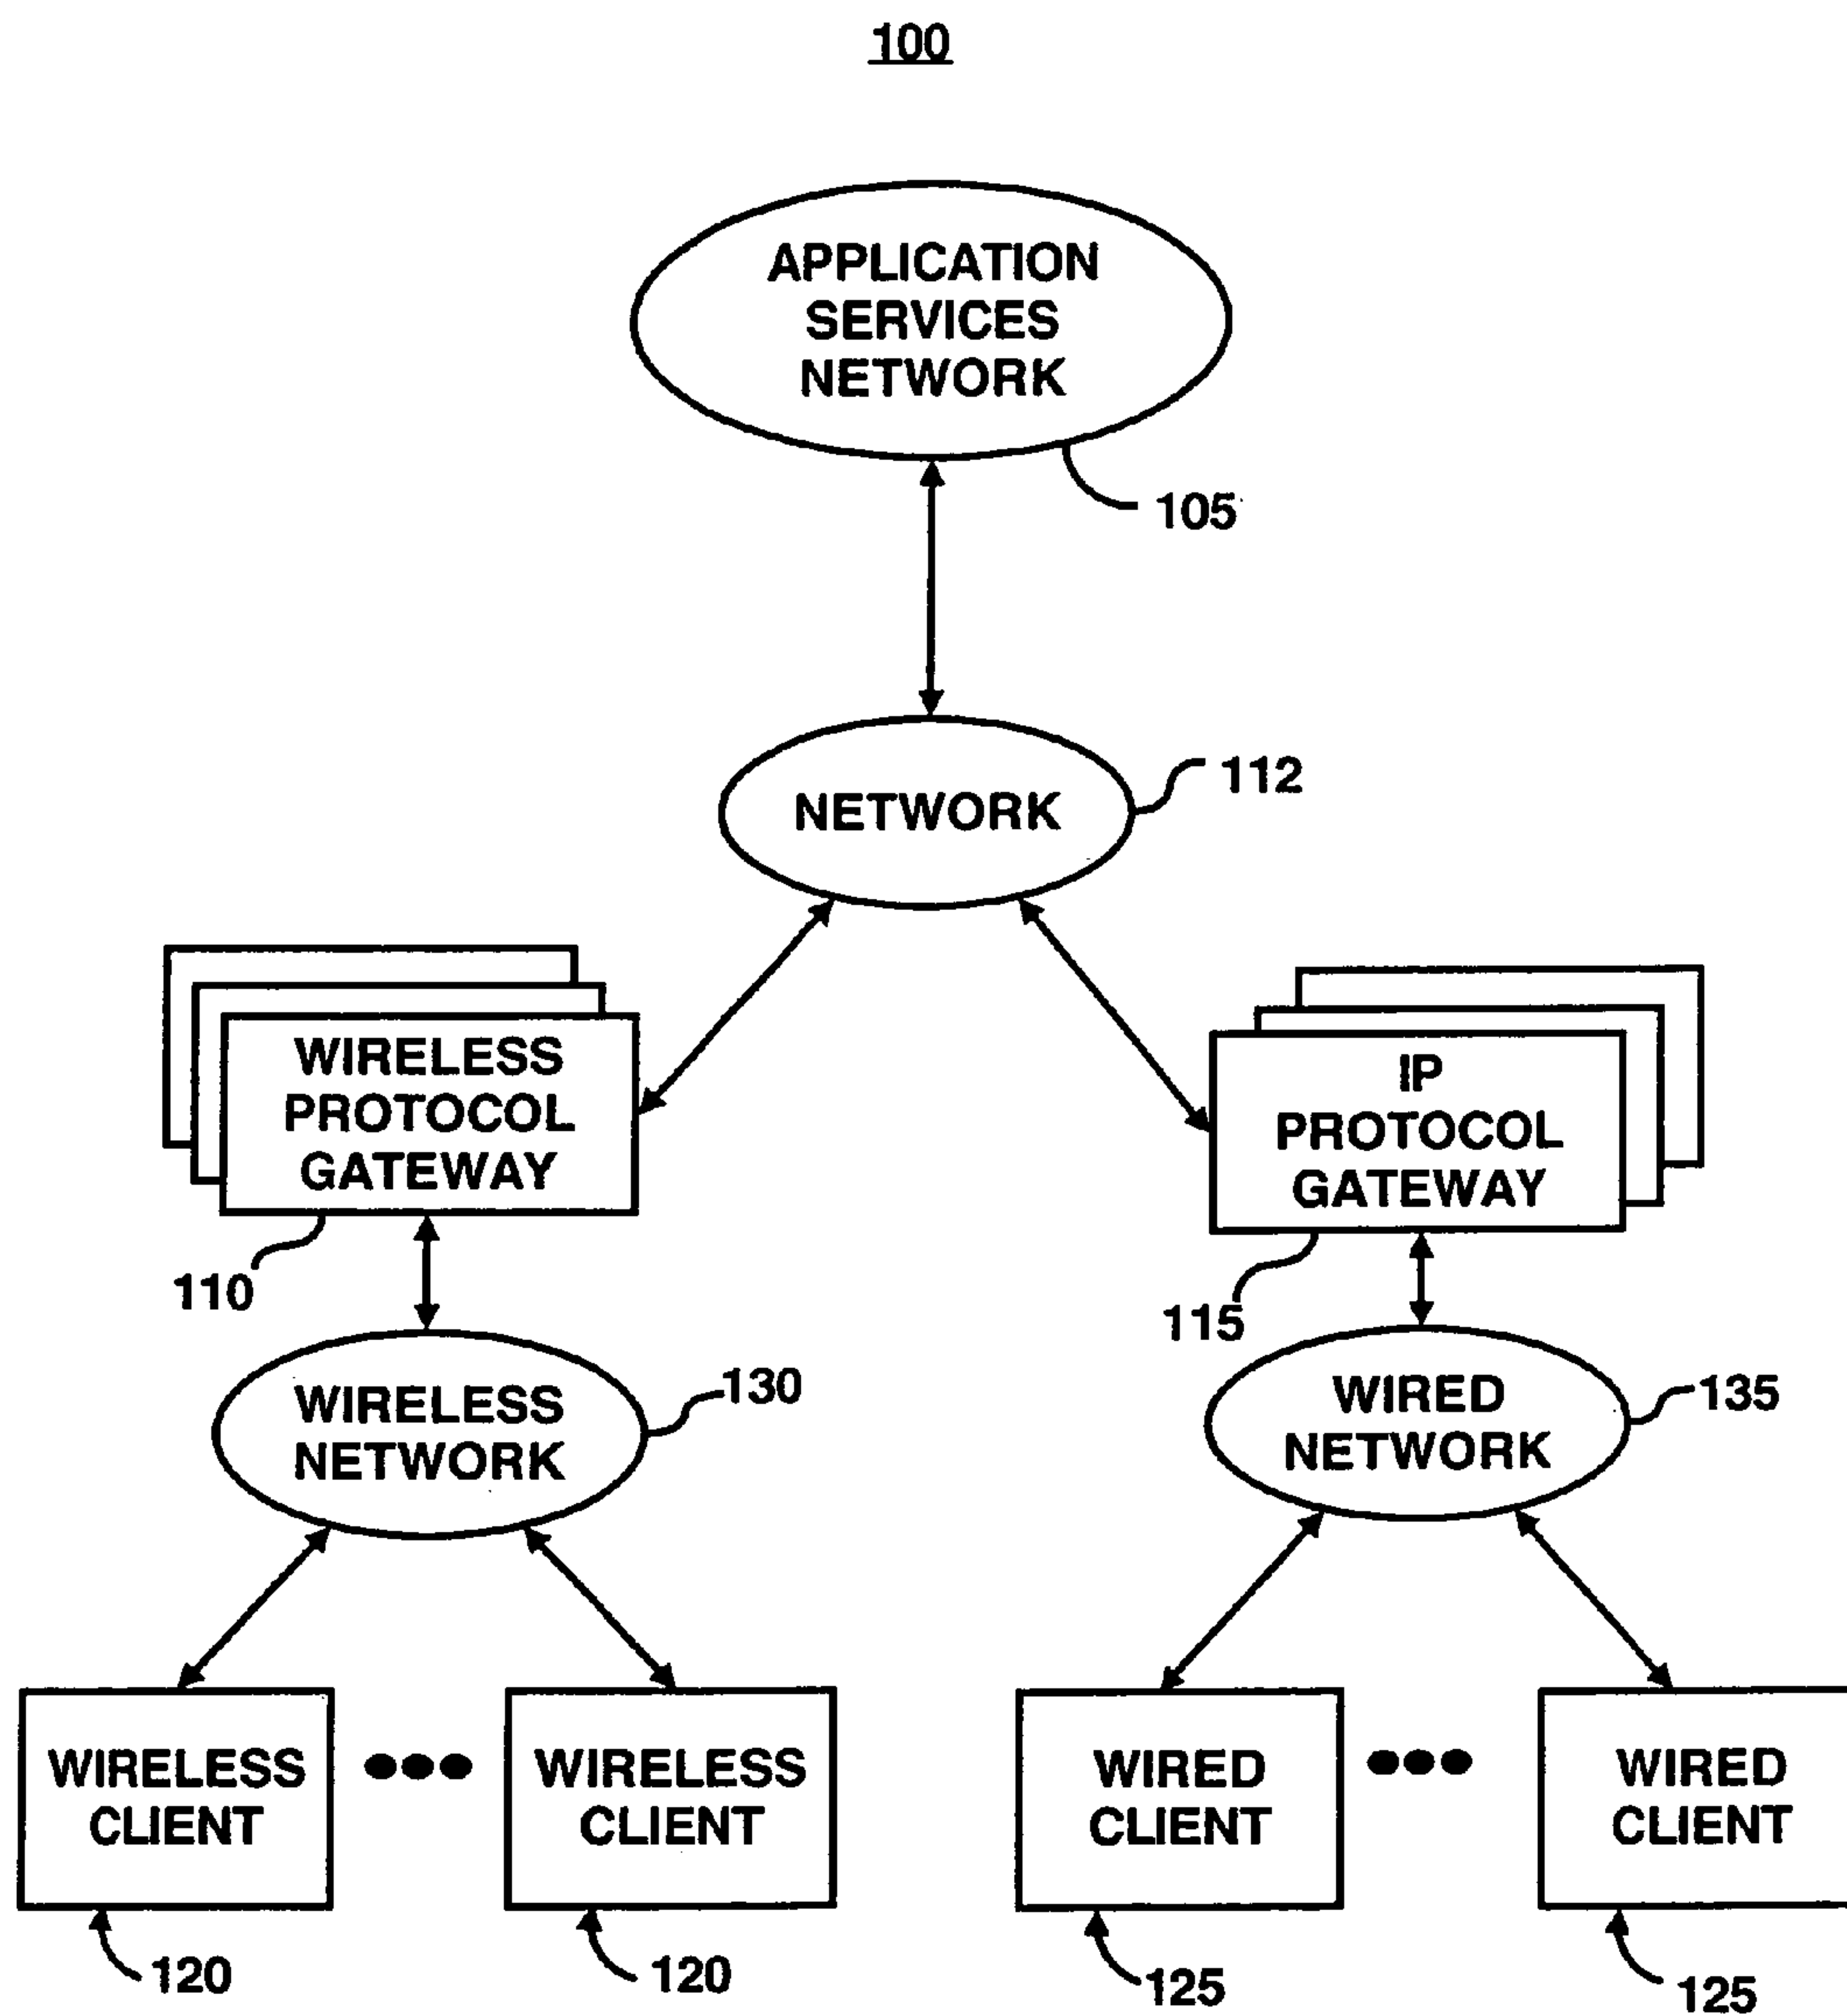 100
APPLICATION
SERVICES
NETWORK
105
NETWORK
112
WIRELESS
PROTOCOL
GATEWAY
110
IP
PROTOCOL
GATEWAY
115
WIRELESS
NETWORK
130
WIRED
NETWORK
135
WIRELESS
CLIENT
WIRELESS
CLIENT
WIRED
CLIENT
WIRED
CLIENT
120
120
125
125